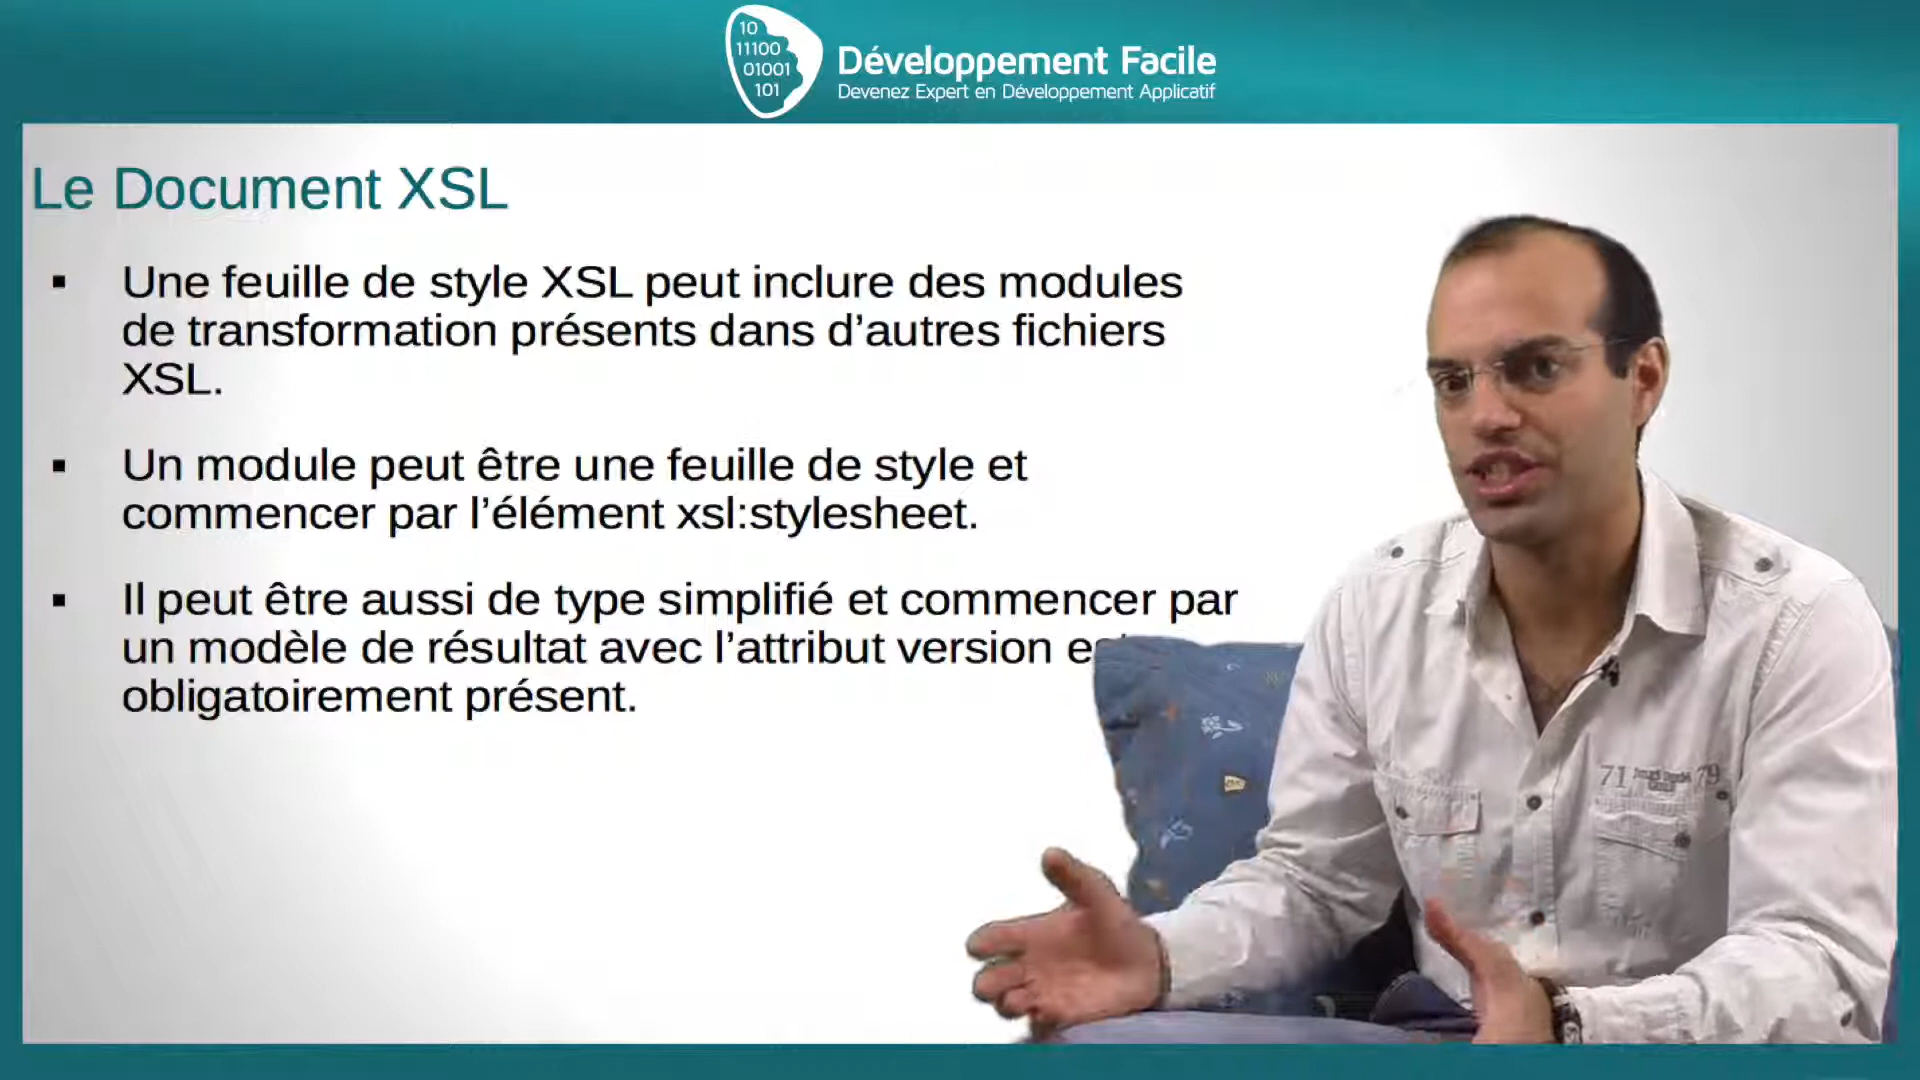 10
11100
01001
101
Développement Facile
Devenez Expert en Développement Applicatif
Le Document XSL
▪ Une feuille de style XSL peut inclure des modules
de transformation présents dans d’autres fichiers
XSL.
▪ Un module peut être une feuille de style et
commencer par l’élément xsl:stylesheet.
▪ Il peut être aussi de type simplifié et commencer par
un modèle de résultat avec l’attribut version
obligatoirement présent.
71 79